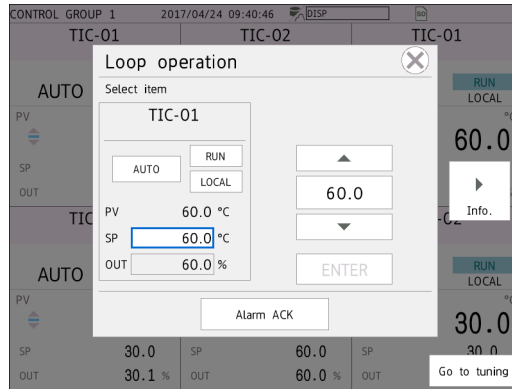 CONTROL GROUP 1 2017/04/24 09:40:46 DISP
TIC-01 TIC-02 TIC-01
Loop operation
Select item
TIC-01
AUTO
RUN
LOCAL
PV 60.0 °C
SP 60.0 °C
OUT 60.0 %
60.0
ENTER
Alarm ACK
AUTO
RUN
LOCAL
PV
60.0
SP
OUT
Info.
TIC
AUTO
RUN
LOCAL
PV
30.0
SP 30.0 SP 60.0 SP 30.0
OUT 30.1 % OUT 60.0 % OUT
Go to tuning